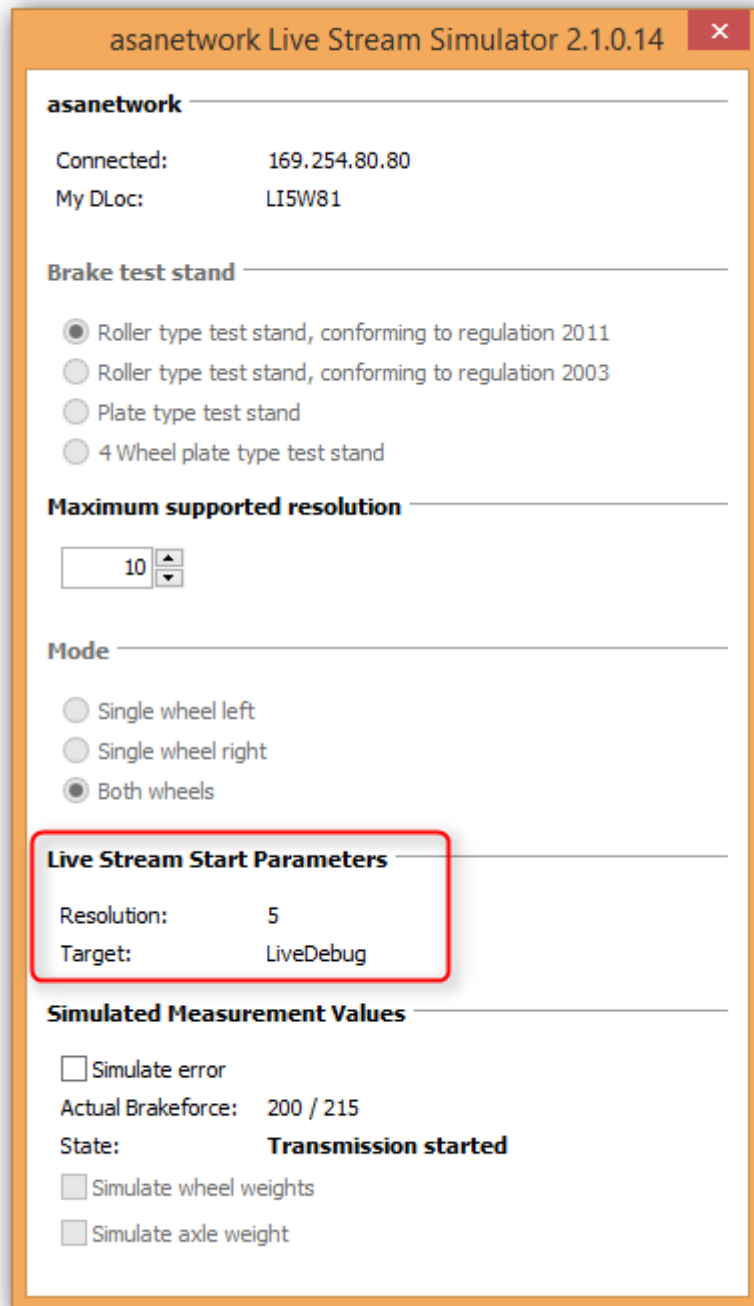 asanetwork Live Stream Simulator 2.1.0.14
asanetwork
Connected: 169.254.80.80
My DLoc: LI5W81
Brake test stand
Roller type test stand, conforming to regulation 2011
Roller type test stand, conforming to regulation 2003
Plate type test stand
4 Wheel plate type test stand
Maximum supported resolution
10
Mode
Single wheel left
Single wheel right
Both wheels
Live Stream Start Parameters
Resolution: 5
Target: LiveDebug
Simulated Measurement Values
Simulate error
Actual Brakeforce: 200 / 215
State: Transmission started
Simulate wheel weights
Simulate axle weight